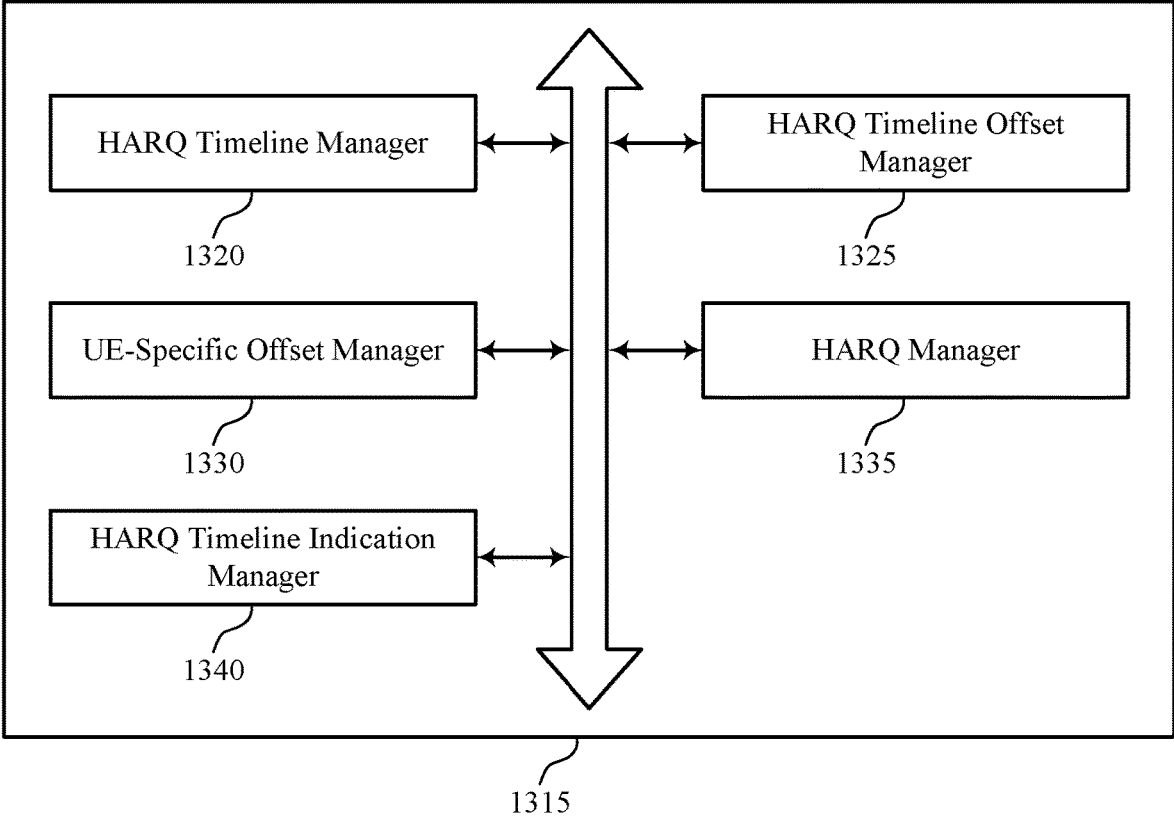 HARQ Timeline Manager
1320
HARQ Timeline Offset
Manager
1325
UE-Specific Offset Manager
1330
HARQ Manager
1335
HARQ Timeline Indication
Manager
1340
1315